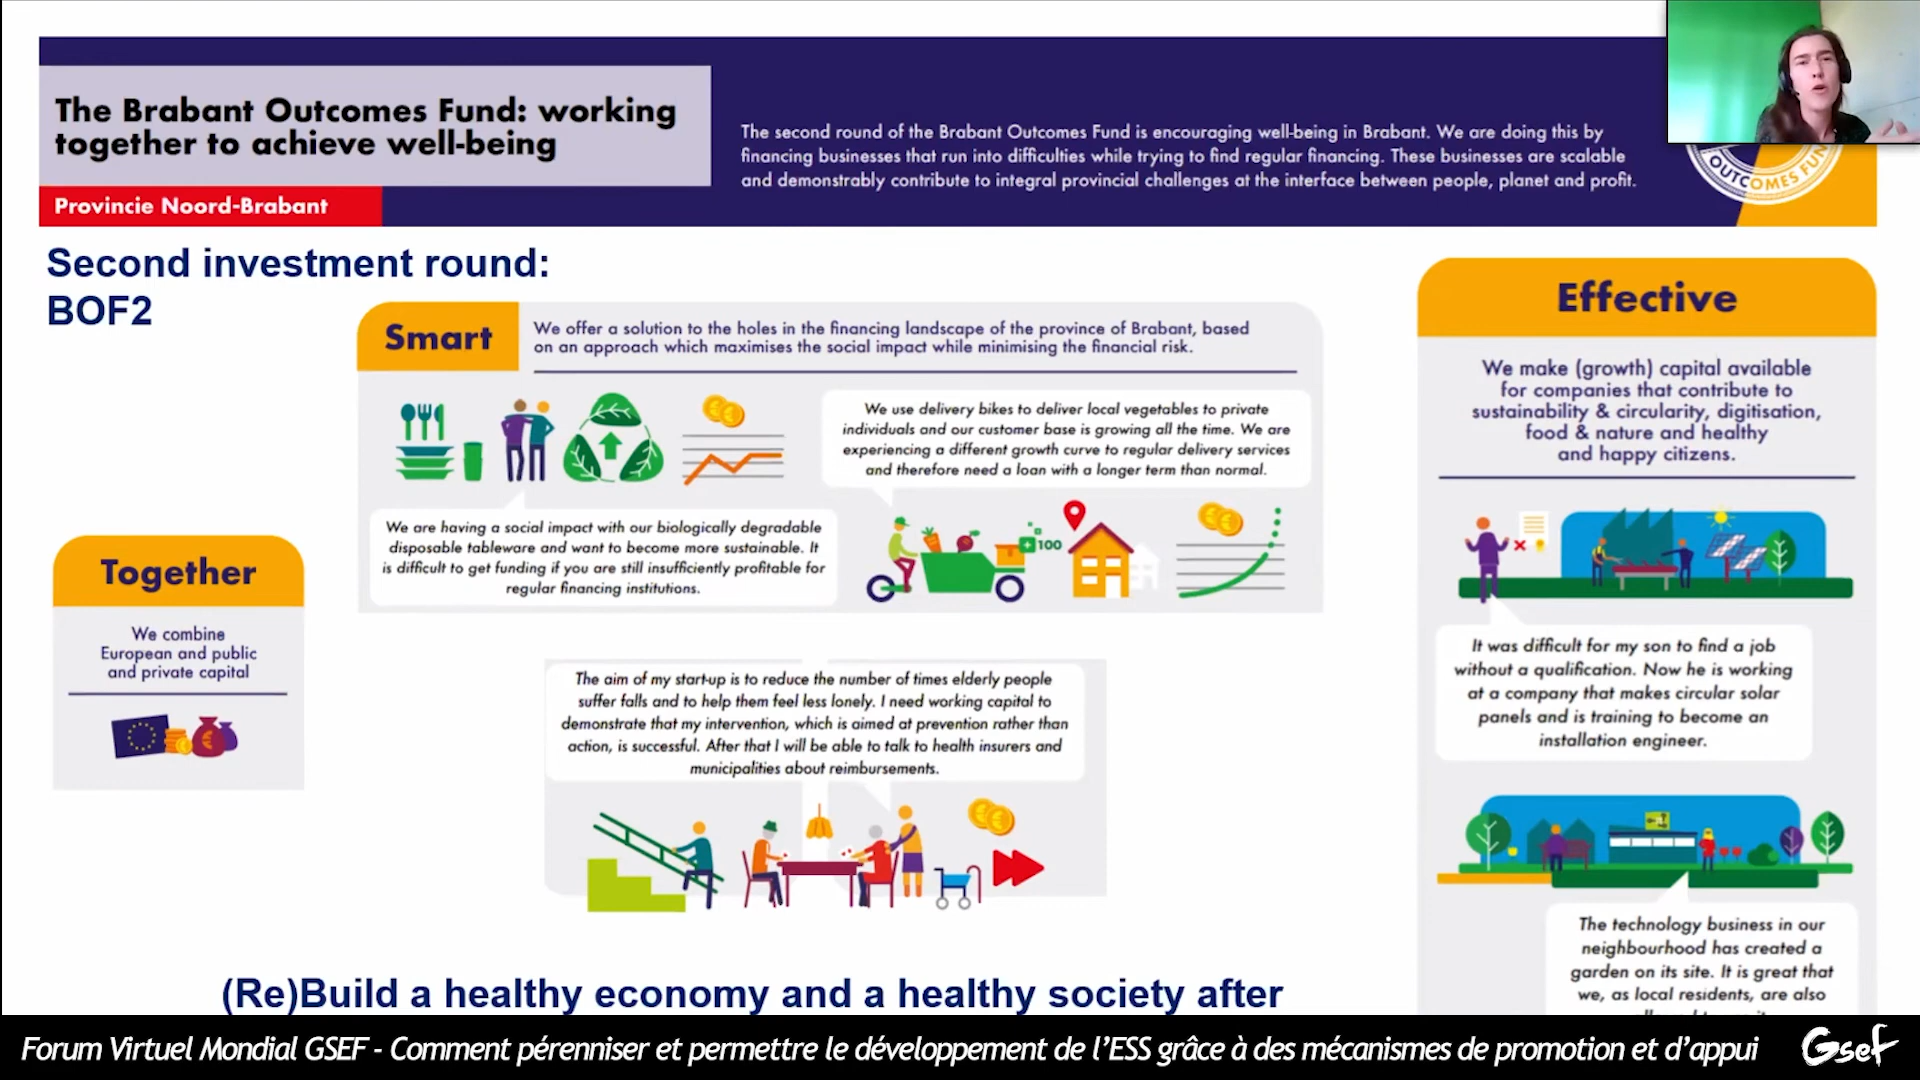 The Brabant Outcomes Fund: working
together to achieve well-being
Provincie Noord-Brabant
The second round of the Brabant Outcomes Fund is encouraging well-being in Brabant. We are doing this by
financing businesses that run into difficulties while trying to find regular financing. These businesses are scalable
and demonstrably contribute to integral provincial challenges at the interface between people, planet and profit.
OUTCOMES FUN
Second investment round:
BOF2
Smart
We offer a solution to the holes in the financing landscape of the province of Brabant, based
on an approach which maximises the social impact while minimising the financial risk.
We use delivery bikes to deliver local vegetables to private
individuals and our customer base is growing all the time. We are
experiencing a different growth curve to regular delivery services
and therefore need a loan with a longer term than normal.
We are having a social impact with our biologically degradable
disposable tableware and want to become more sustainable. It
is difficult to get funding if you are still insufficiently profitable for
regular financing institutions.
+100
Together
We combine
European and public
and private capital
The aim of my start-up is to reduce the number of times elderly people
suffer falls and to help them feel less lonely. I need working capital to
demonstrate that my intervention, which is aimed at prevention rather than
action, is successful. After that I will be able to talk to health insurers and
municipalities about reimbursements.
Effective
We make (growth) capital available
for companies that contribute to
sustainability & circularity, digitisation,
food & nature and healthy
and happy citizens.
It was difficult for my son to find a job
without a qualification. Now he is working
at a company that makes circular solar
panels and is training to become an
installation engineer.
The technology business in our
neighbourhood has created a
garden on its site. It is great that
we, as local residents, are also
(Re)Build a healthy economy and a healthy society after
Forum Virtuel Mondial GSEF - Comment pérenniser et permettre le développement de l'ESS grâce à des mécanismes de promotion et d'appui
Gsef